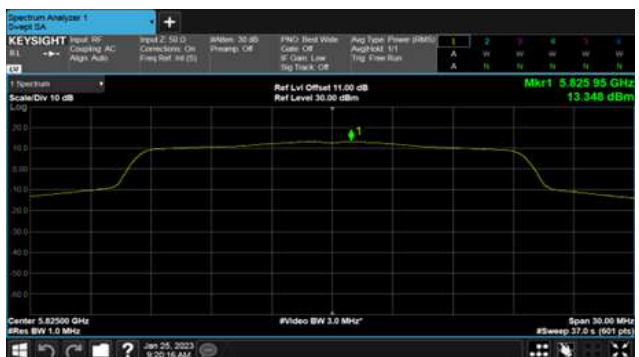 Spectrum Analyzer 1
Swept SA
KEYSIGHT Input: RF Input Z: 50 Ω #Atten: 30 dB PNO: Best Wide Avg Type: Power (RMS) 1 2 3 4 5 6
RL Coupling: AC Corrections: On Preamp: Off Gate: Off Avg|Hold: 1/1 A W W W W W
Align: Auto Freq Ref: Int (S) IF Gain: Low Trig: Free Run
Sig Track: Off A N N N N N
1 Spectrum
Scale/Div 10 dB
Ref Lvl Offset 11.00 dB
Ref Level 30.00 dBm
Mkr1 5.825 95 GHz
13.348 dBm
Log
20.0
10.0
0.00
-10.0
-20.0
-30.0
-40.0
-50.0
-60.0
1
Center 5.82500 GHz #Video BW 3.0 MHz* Span 30.00 MHz
#Res BW 1.0 MHz #Sweep 37.0 s (601 pts)
? Jan 25, 2023
9:20:16 AM